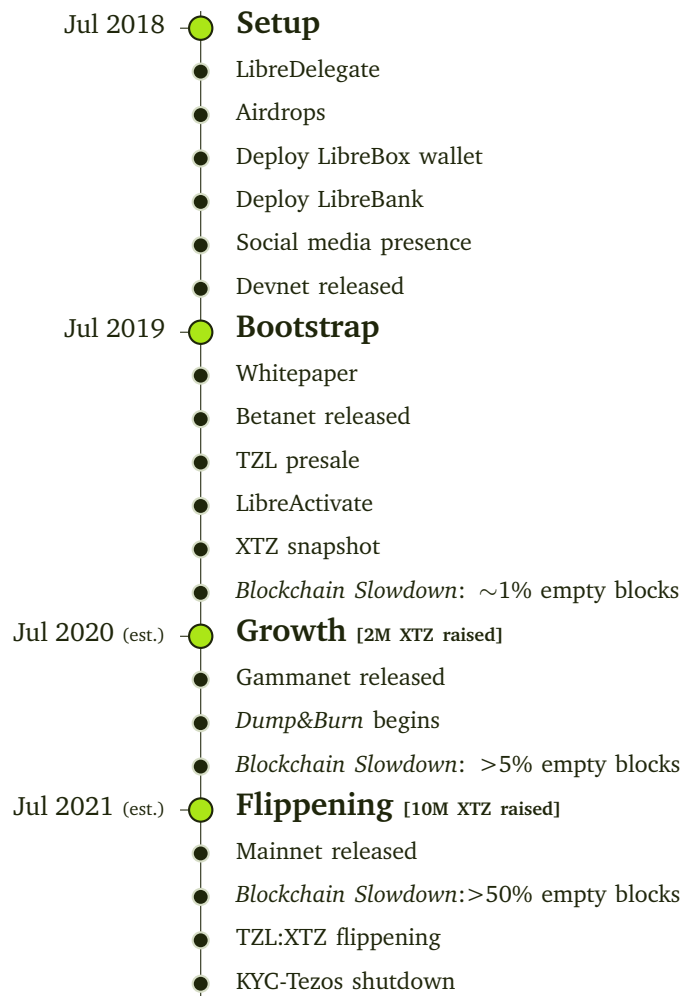 Jul 2018 Setup
LibreDelegate
Airdrops
Deploy LibreBox wallet
Deploy LibreBank
Social media presence
Devnet released
Jul 2019 Bootstrap
Whitepaper
Betanet released
TZL presale
LibreActivate
XTZ snapshot
Blockchain Slowdown: ∼1% empty blocks
Jul 2020 (est.) Growth [2M XTZ raised]
Gammanet released
Dump&Burn begins
Blockchain Slowdown: >5% empty blocks
Jul 2021 (est.) Flippening [10M XTZ raised]
Mainnet released
Blockchain Slowdown:>50% empty blocks
TZL:XTZ flippening
KYC-Tezos shutdown